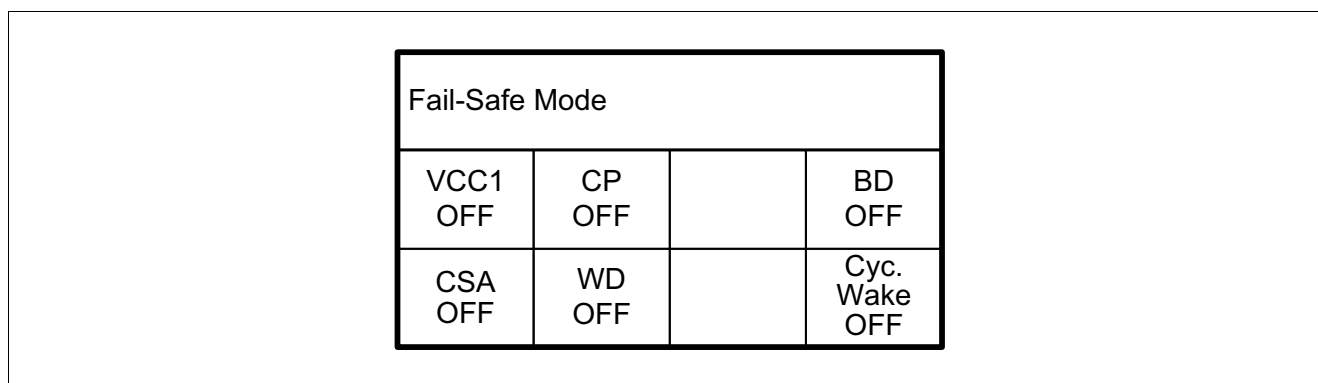 Fail-Safe Mode
VCC1
OFF
CP
OFF
BD
OFF
CSA
OFF
WD
OFF
Cyc.
Wake
OFF